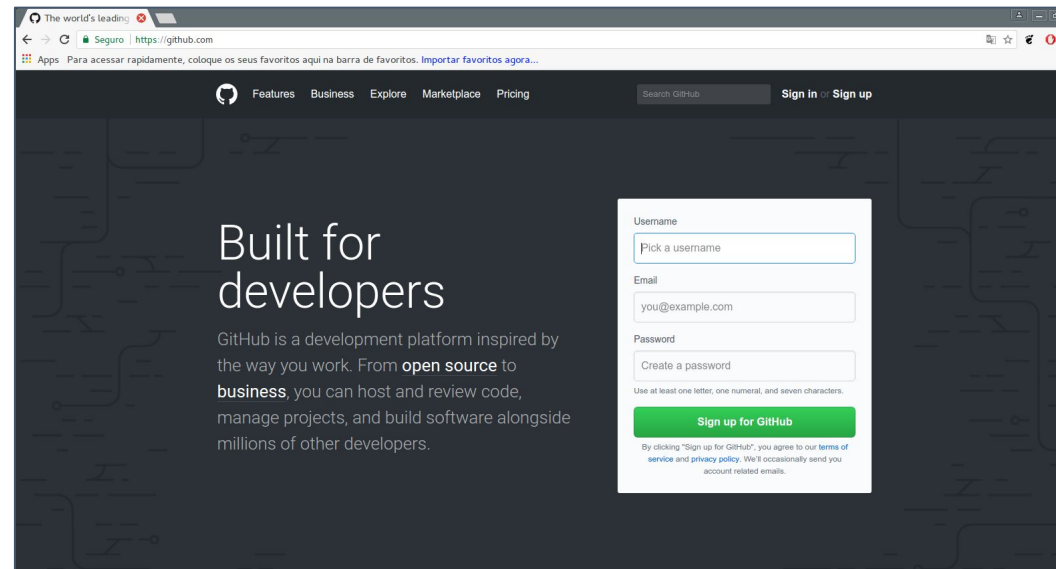 The world's leading
Seguro https://github.com
Apps Para acessar rapidamente, coloque os seus favoritos aqui na barra de favoritos. Importar favoritos agora...
Features Business Explore Marketplace Pricing Search GitHub Sign in or Sign up
Built for
developers
GitHub is a development platform inspired by
the way you work. From open source to
business, you can host and review code,
manage projects, and build software alongside
millions of other developers.
Username
Pick a username
Email
you@example.com
Password
Create a password
Use at least one letter, one numeral, and seven characters.
Sign up for GitHub
By clicking "Sign up for GitHub", you agree to our terms of
service and privacy policy. We'll occasionally send you
account related emails.